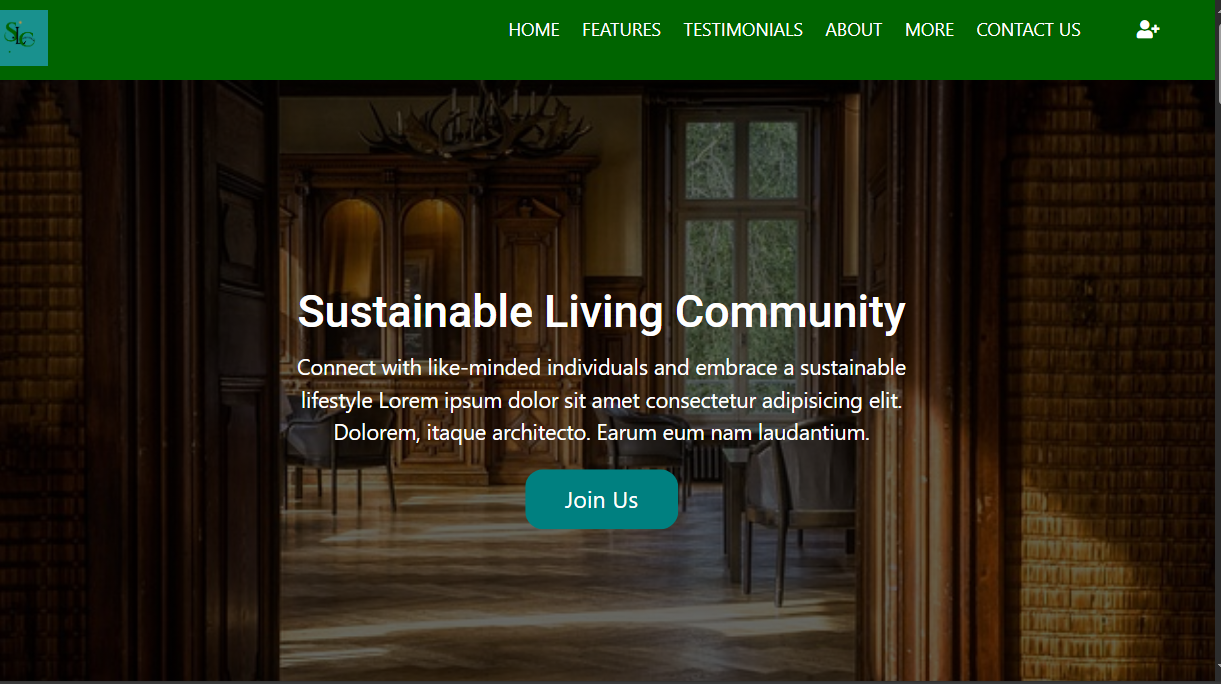 SLC
HOME FEATURES TESTIMONIALS ABOUT MORE CONTACT US
Sustainable Living Community
Connect with like-minded individuals and embrace a sustainable
lifestyle Lorem ipsum dolor sit amet consectetur adipisicing elit.
Dolorem, itaque architecto. Earum eum nam laudantium.
Join Us